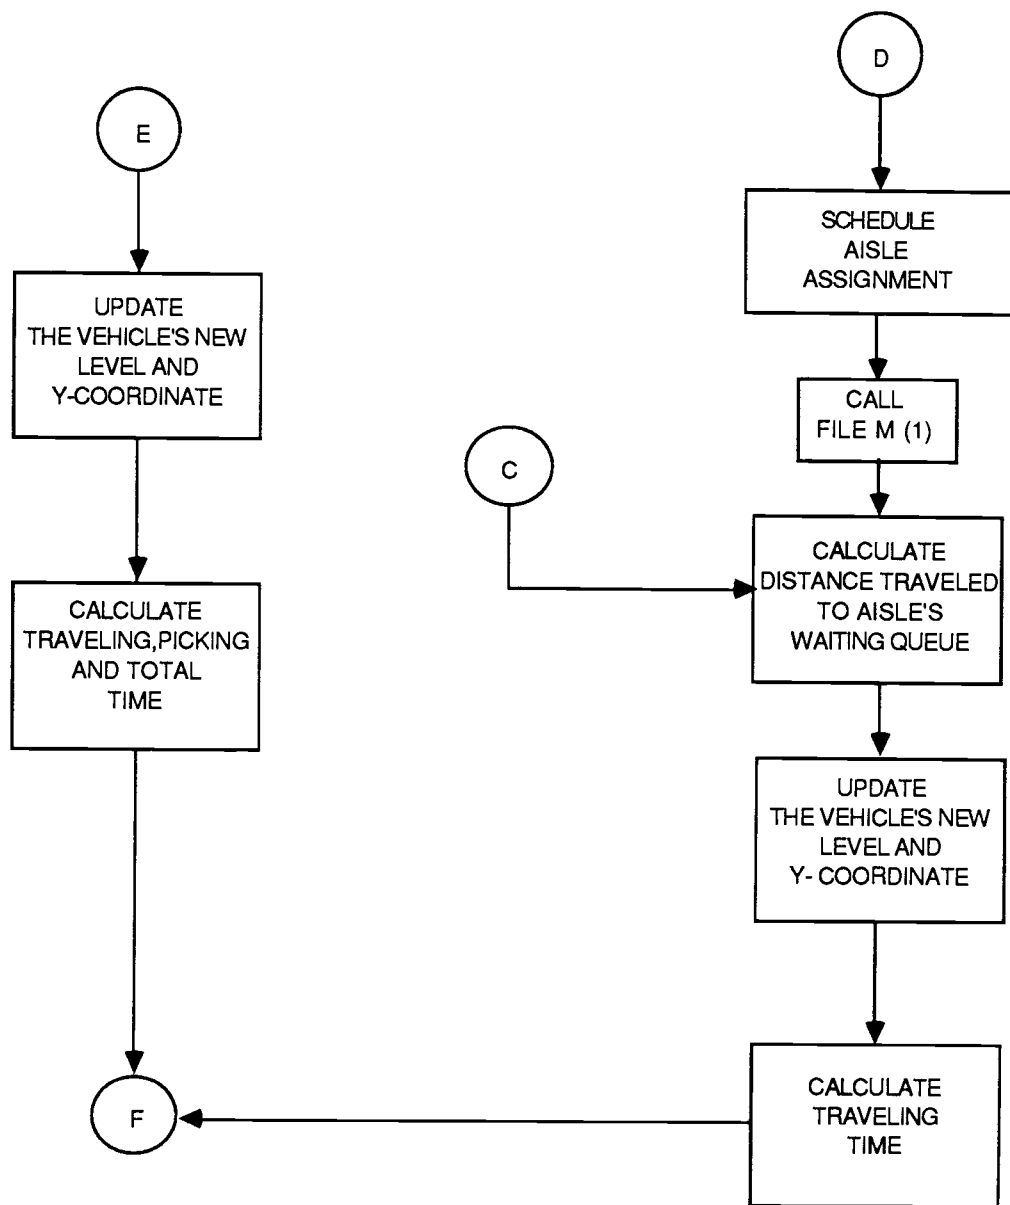 D
E
SCHEDULE
AISLE
ASSIGNMENT
UPDATE
THE VEHICLE'S NEW
LEVEL AND
Y-COORDINATE
CALL
FILE M (1)
C
CALCULATE
DISTANCE TRAVELED
TO AISLE'S
WAITING QUEUE
CALCULATE
TRAVELING,PICKING
AND TOTAL
TIME
UPDATE
THE VEHICLE'S NEW
LEVEL AND
Y- COORDINATE
CALCULATE
TRAVELING
TIME
F